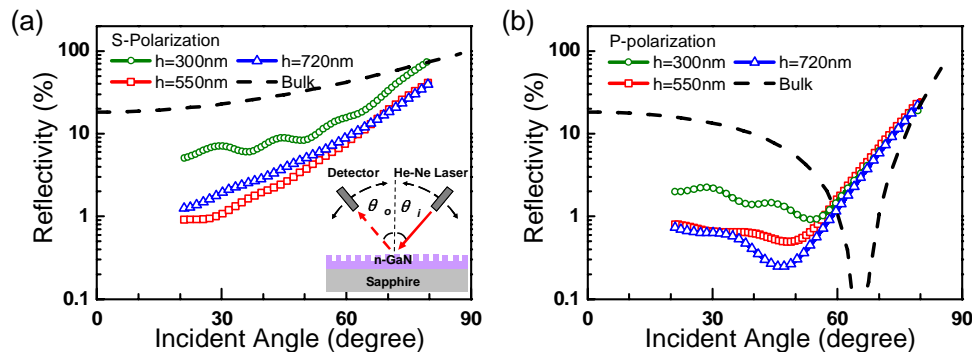 (a)
S-Polarization
h=300nm h=720nm
h=550nm Bulk
Reflectivity (%)
100
10
1
0.1
0 30 60 90
Incident Angle (degree)
Detector He-Ne Laser
θo θi
n-GaN
Sapphire
(b)
P-polarization
h=300nm h=720nm
h=550nm Bulk
Reflectivity (%)
100
10
1
0.1
0 30 60 90
Incident Angle (degree)